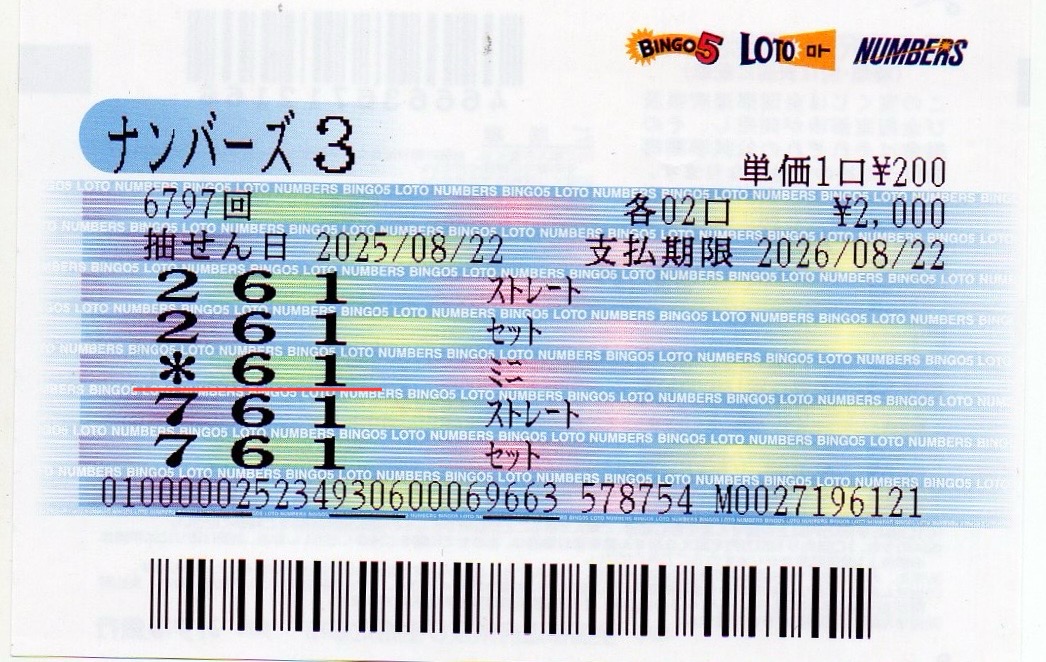 BINGO5 LOTO NUMBERS
ナンバーズ3
単価1口¥200
6797回 各02口 ¥2,000
抽せん日 2025/08/22 支払期限 2026/08/22
2 6 1 ストレート
2 6 1 セット
* 6 1 ミニ
7 6 1 ストレート
7 6 1 セット
010000025234930600069663 578754 M0027196121